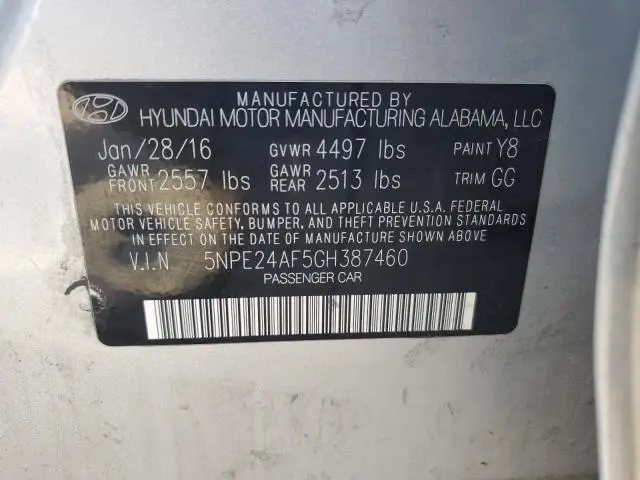 MANUFACTURED BY
HYUNDAI MOTOR MANUFACTURING ALABAMA, LLC
Jan/28/16 GVWR 4497 lbs PAINT Y8
GAWR FRONT 2557 lbs GAWR REAR 2513 lbs TRIM GG
THIS VEHICLE CONFORMS TO ALL APPLICABLE U.S.A. FEDERAL
MOTOR VEHICLE SAFETY, BUMPER, AND THEFT PREVENTION STANDARDS
IN EFFECT ON THE DATE OF MANUFACTURE SHOWN ABOVE
V.I.N 5NPE24AF5GH387460
PASSENGER CAR